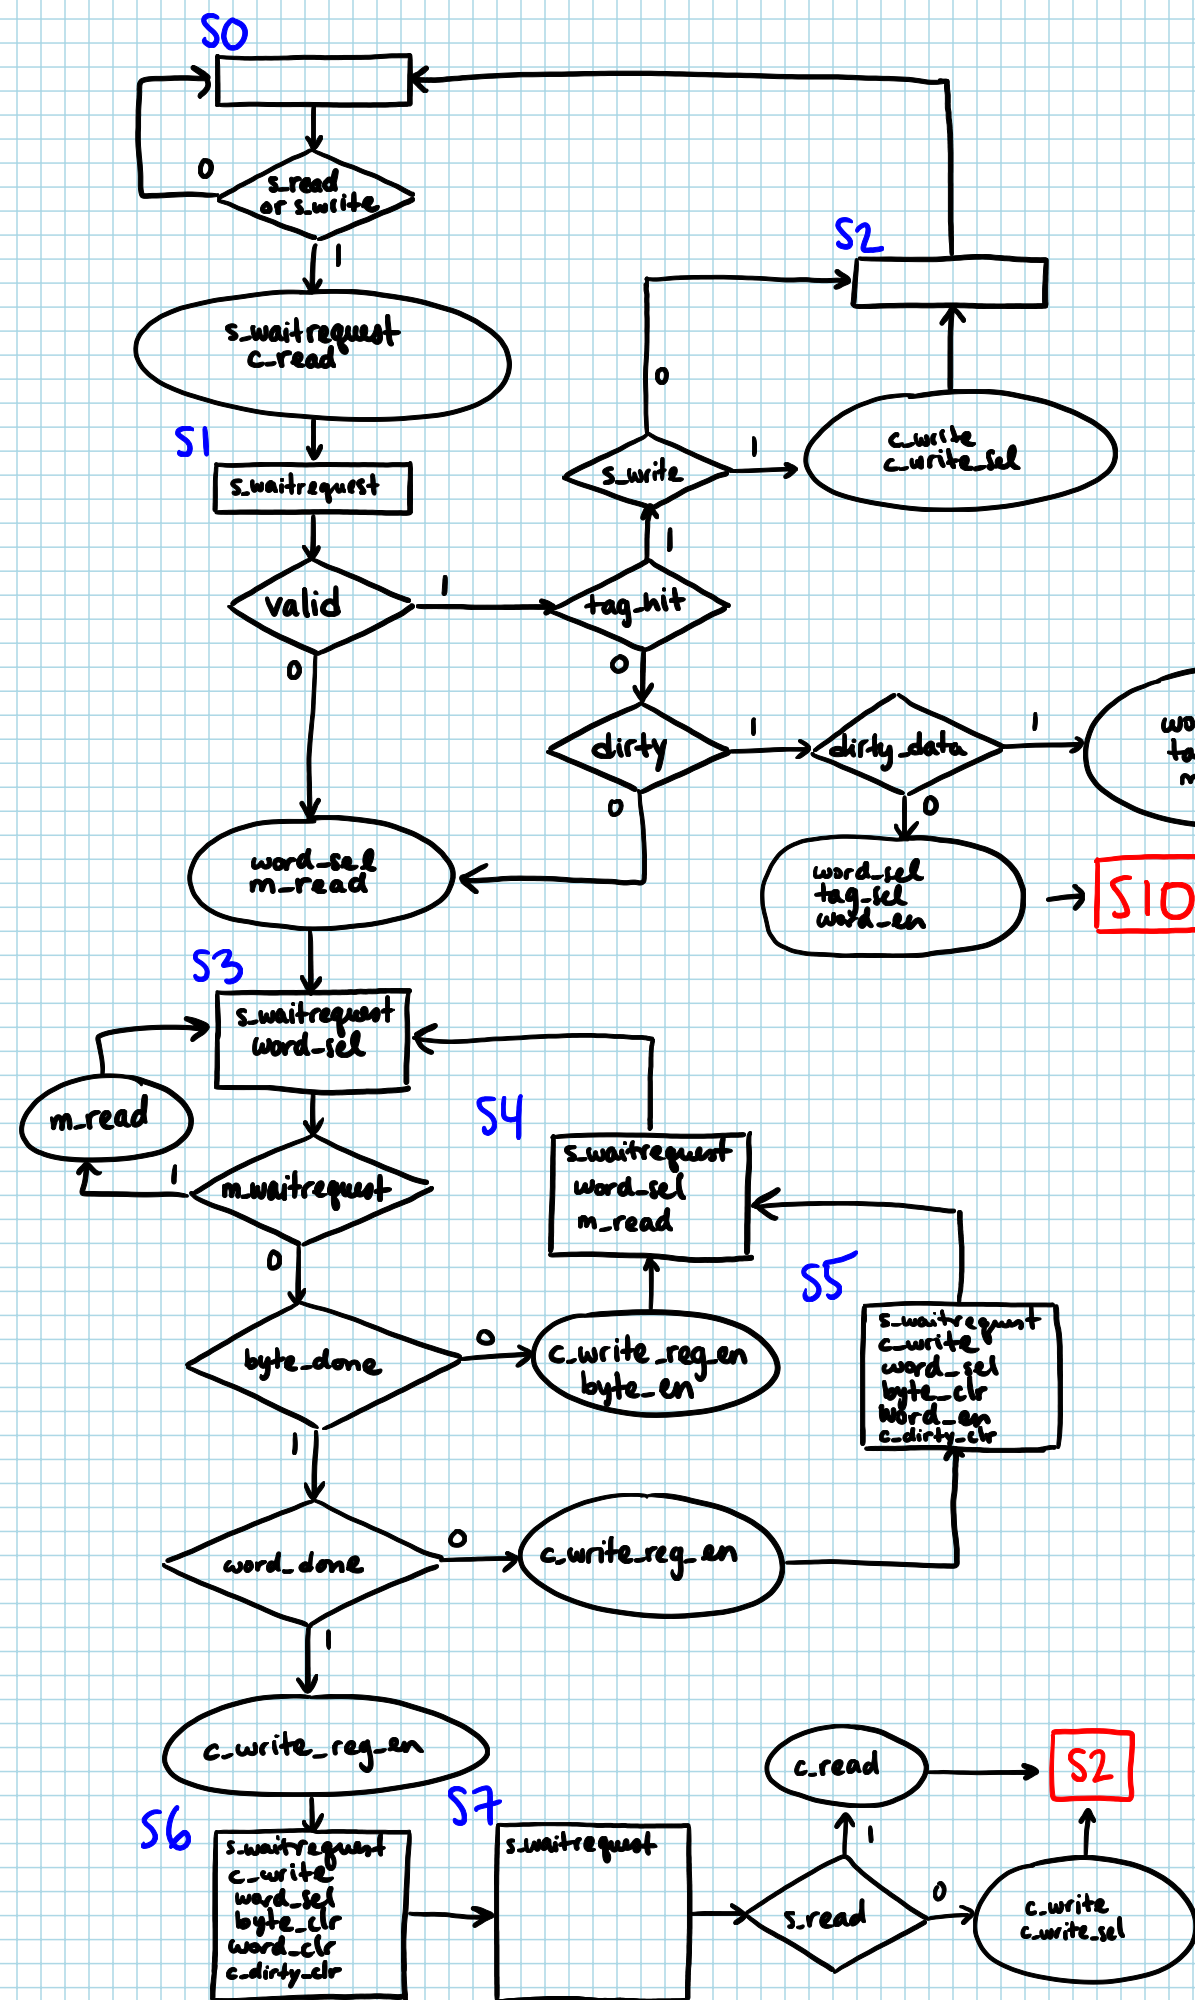 S0
0
s_read
or s_write
1
s_waitrequest
c_read
S1
s_waitrequest
valid
1
0
tag_hit
1
0
s_write
0
1
S2
c_write
c_write_sel
dirty
1
0
dirty_data
1
0
word_sel
tag_sel
word_en
S10
word_sel
m_read
S3
s_waitrequest
word_sel
m_read
1
m_waitrequest
0
S4
s_waitrequest
word_sel
m_read
byte_done
0
1
c_write_reg_en
byte_en
S5
s_waitrequest
c_write
word_sel
byte_clr
word_en
c_dirty_clr
word_done
0
1
c_write_reg_en
c_write_reg_en
S6
s_waitrequest
c_write
word_sel
byte_clr
word_clr
c_dirty_clr
S7
s_waitrequest
s_read
1
0
c_read
S2
c_write
c_write_sel